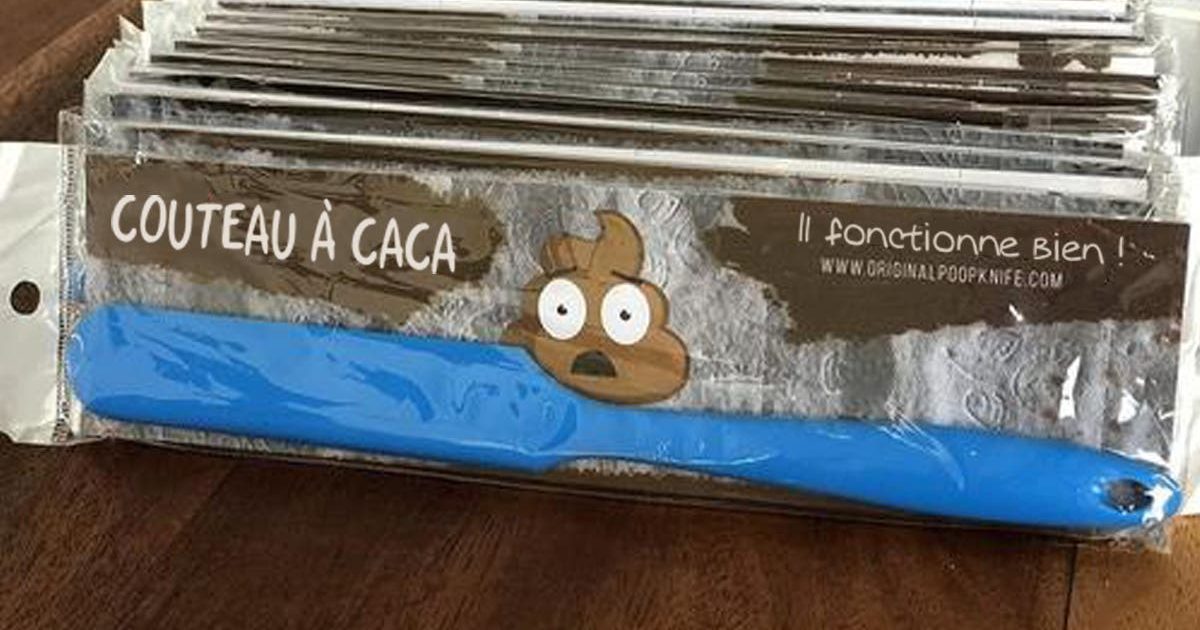 COUTEAU À CACA
Il fonctionne Bien !
WWW.ORIGINALPOOPKNIFE.COM